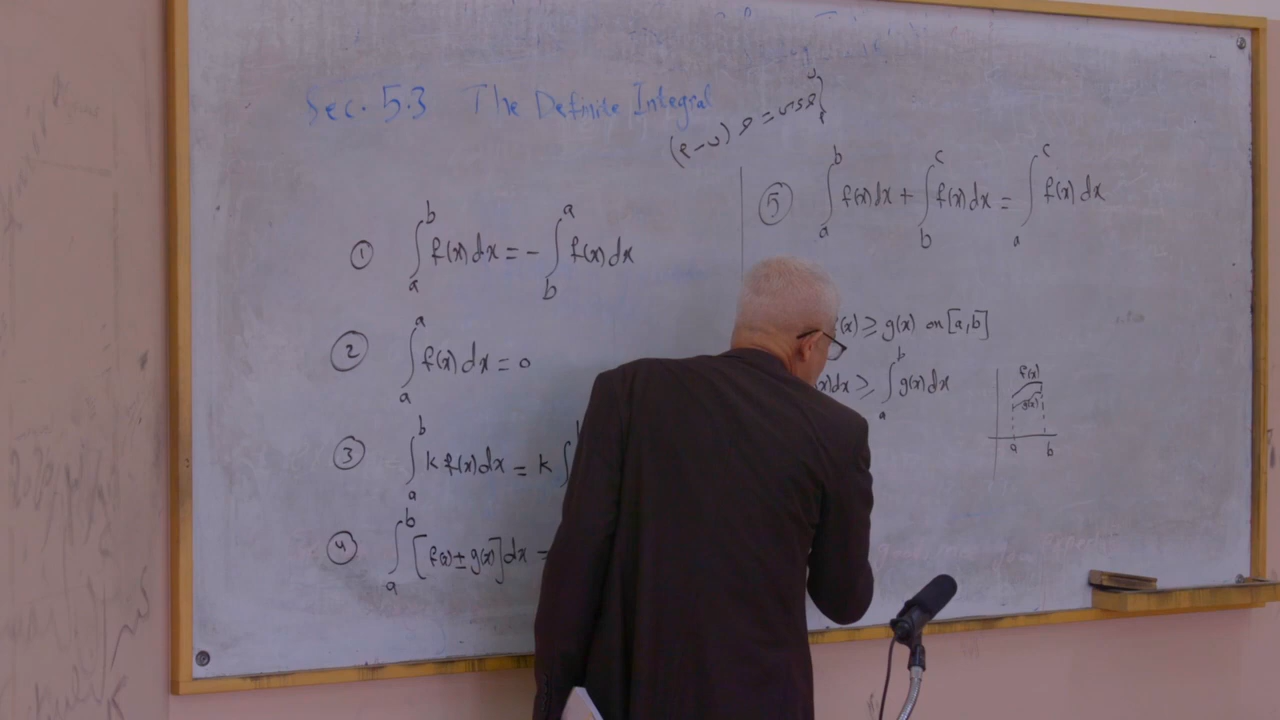 Sec. 5.3 The Definite Integral
① ∫_a^b f(x) dx = - ∫_b^a f(x) dx
② ∫_a^a f(x) dx = 0
③ ∫_a^b k f(x) dx = k ∫
④ ∫_a^b [f(x) ± g(x)] dx =
⑤ ∫_a^b f(x) dx + ∫_b^c f(x) dx = ∫_a^c f(x) dx
(x) ≥ g(x) on [a,b]
(x) dx ≥ ∫_a^b g(x) dx
f(x)
g(x)
a b